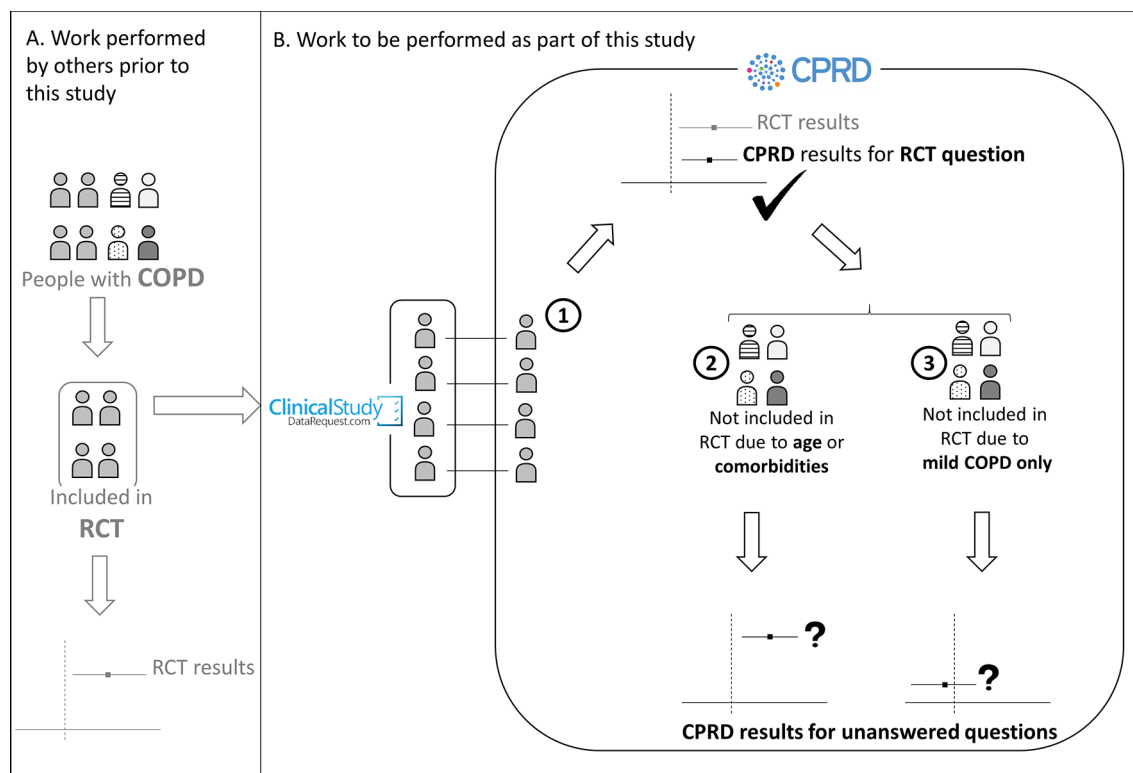 A. Work performed
by others prior to
this study
People with COPD
Included in
RCT
RCT results
B. Work to be performed as part of this study
CPRD
RCT results
CPRD results for RCT question
ClinicalStudy
DataRequest.com
1
2
Not included in
RCT due to age or
comorbidities
3
Not included in
RCT due to
mild COPD only
?
?
CPRD results for unanswered questions